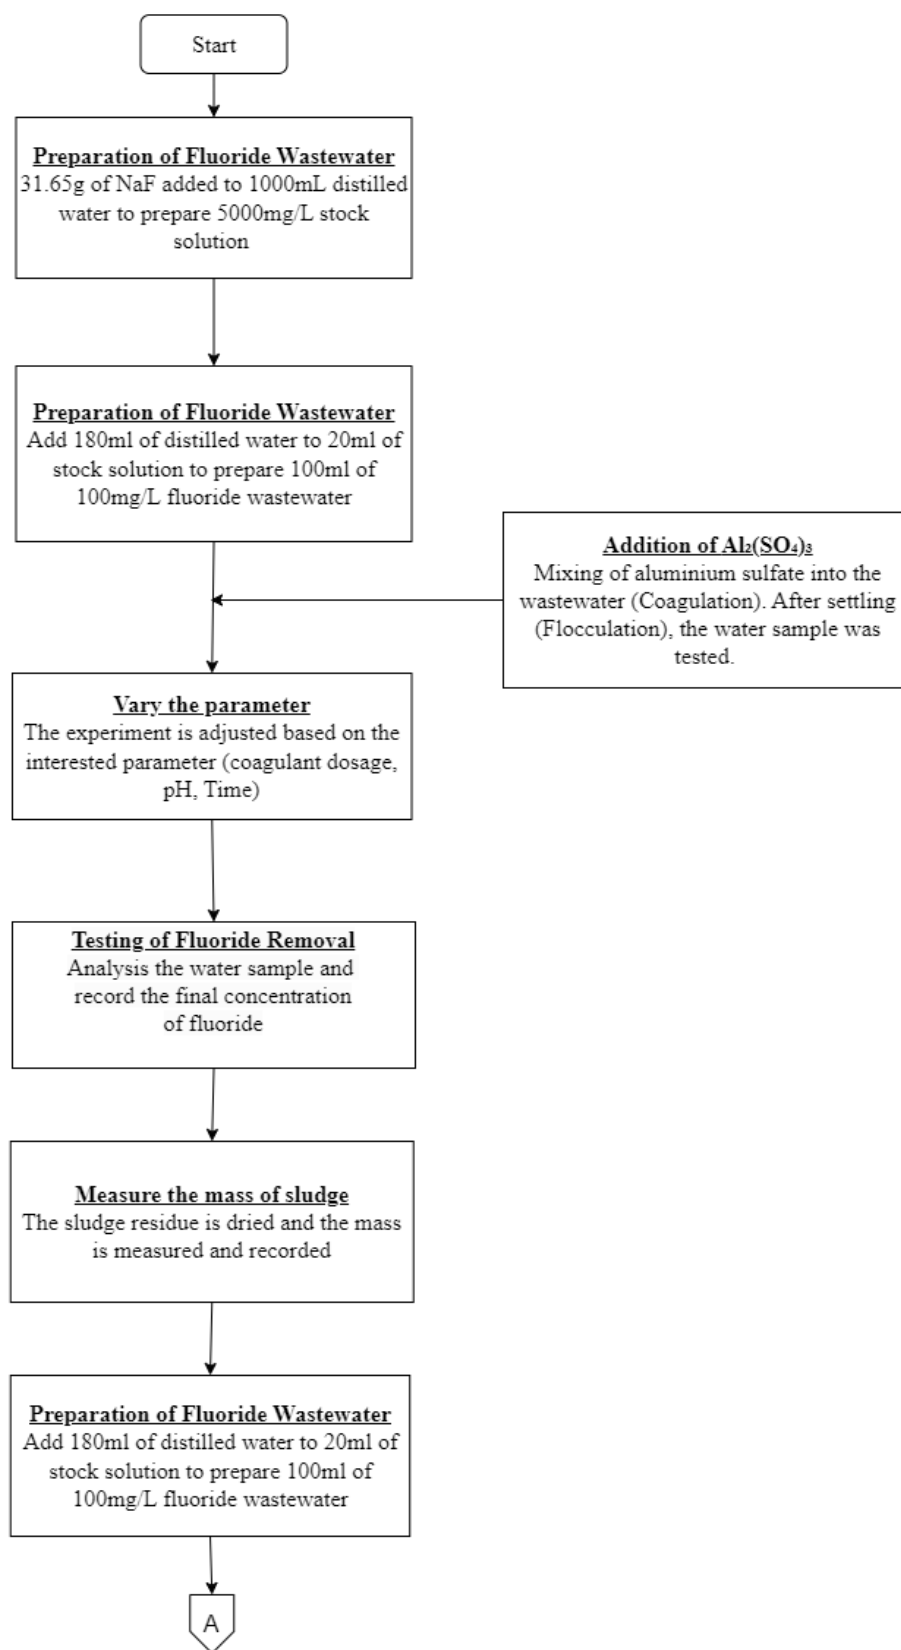 Start
Preparation of Fluoride Wastewater
31.65g of NaF added to 1000mL distilled
water to prepare 5000mg/L stock
solution
Preparation of Fluoride Wastewater
Add 180ml of distilled water to 20ml of
stock solution to prepare 100ml of
100mg/L fluoride wastewater
Addition of Al₂(SO₄)₃
Mixing of aluminium sulfate into the
wastewater (Coagulation). After settling
(Flocculation), the water sample was
tested.
Vary the parameter
The experiment is adjusted based on the
interested parameter (coagulant dosage,
pH, Time)
Testing of Fluoride Removal
Analysis the water sample and
record the final concentration
of fluoride
Measure the mass of sludge
The sludge residue is dried and the mass
is measured and recorded
Preparation of Fluoride Wastewater
Add 180ml of distilled water to 20ml of
stock solution to prepare 100ml of
100mg/L fluoride wastewater
A